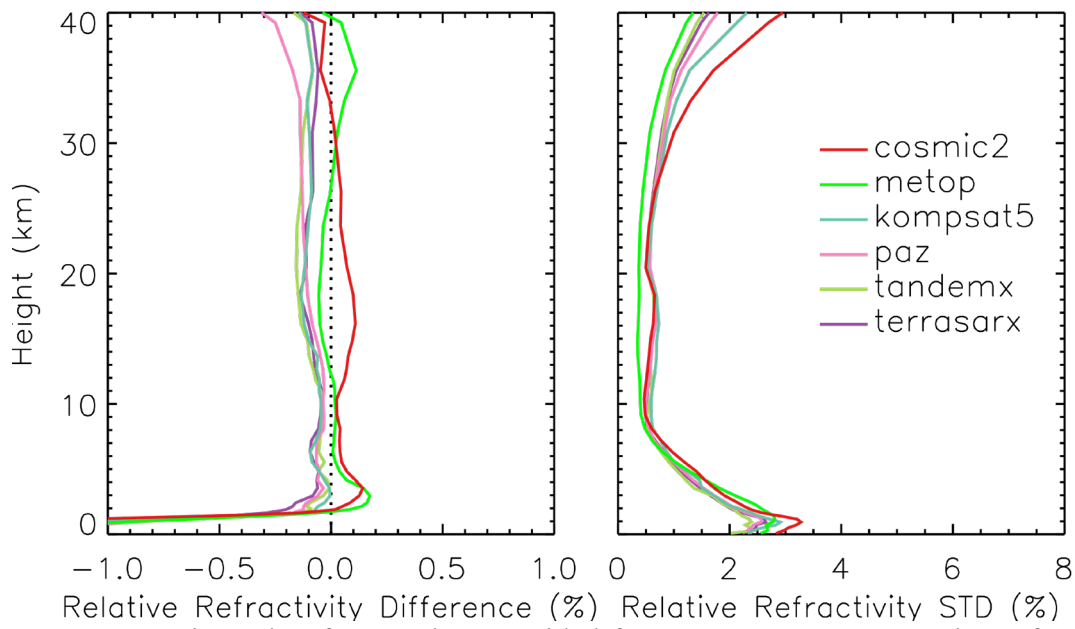 40
30
20
10
0
Height (km)
-1.0 -0.5 0.0 0.5 1.0
Relative Refractivity Difference (%)
cosmic2
metop
kompsat5
paz
tandemx
terrasarx
0 2 4 6 8
Relative Refractivity STD (%)